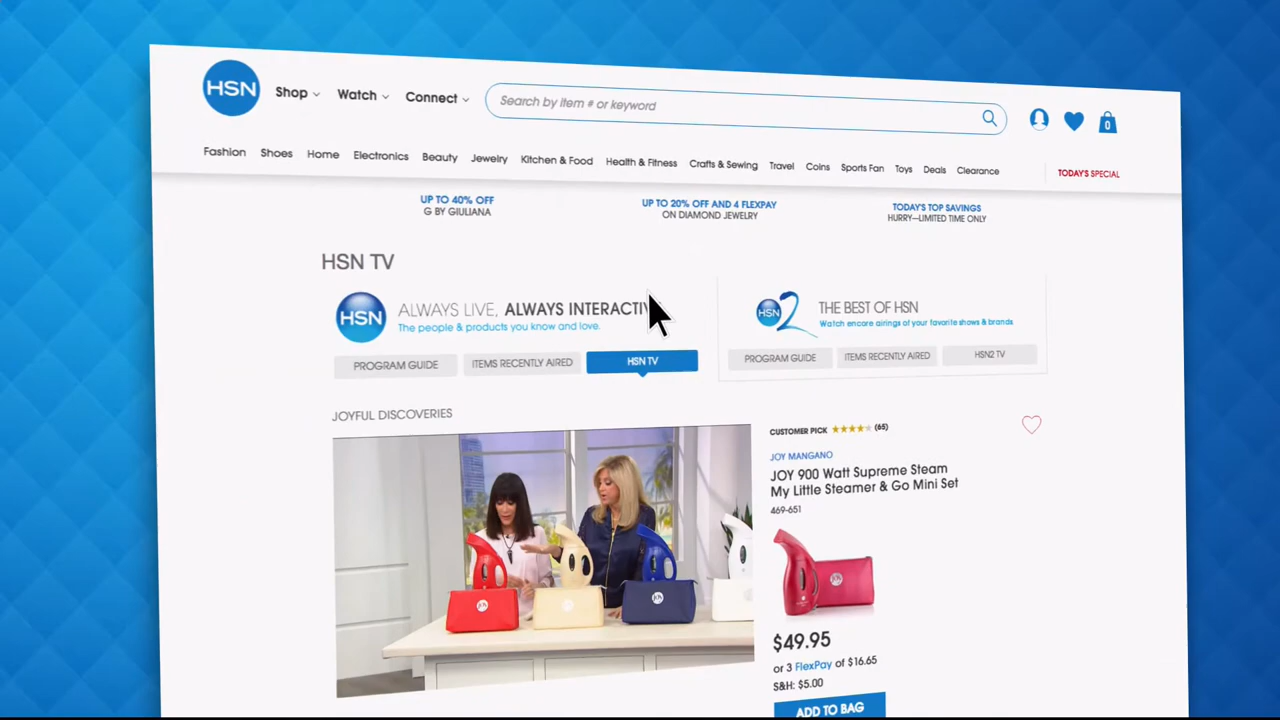 HSN
Shop
Watch
Connect
Search by item # or keyword
0
Fashion
Shoes
Home
Electronics
Beauty
Jewelry
Kitchen & Food
Health & Fitness
Crafts & Sewing
Travel
Coins
Sports Fan
Toys
Deals
Clearance
TODAY'S SPECIAL
UP TO 40% OFF
G BY GIULIANA
UP TO 20% OFF AND 4 FLEXPAY
ON DIAMOND JEWELRY
TODAY'S TOP SAVINGS
HURRY—LIMITED TIME ONLY
HSN TV
HSN
ALWAYS LIVE, ALWAYS INTERACTIV
The people & products you know and love.
PROGRAM GUIDE
ITEMS RECENTLY AIRED
HSN TV
HSN 2
THE BEST OF HSN
Watch encore airings of your favorite shows & brands
PROGRAM GUIDE
ITEMS RECENTLY AIRED
HSN2 TV
JOYFUL DISCOVERIES
JOY
JOY
CUSTOMER PICK
(65)
JOY MANGANO
JOY 900 Watt Supreme Steam
My Little Steamer & Go Mini Set
469-651
$49.95
or 3 FlexPay of $16.65
S&H: $5.00
ADD TO BAG